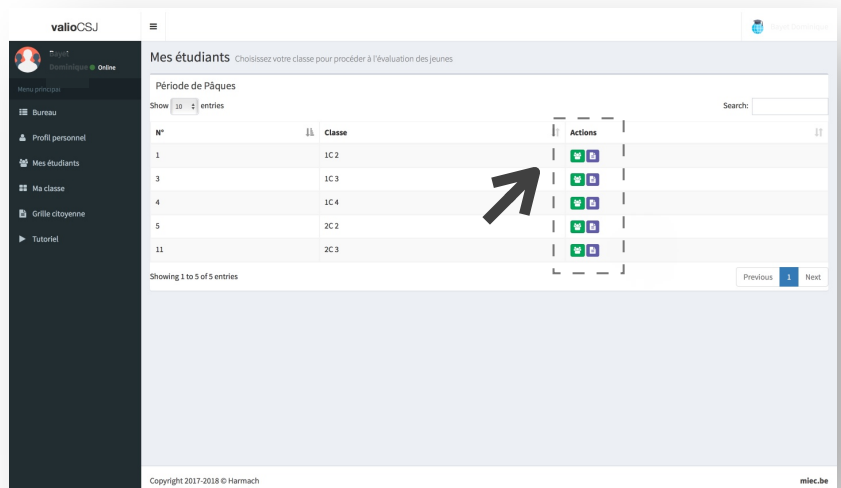 valioCSJ
Mes étudiants Choisissez votre classe pour procéder à l'évaluation des jeunes
Dominique Online
Menu principal
Bureau
Profil personnel
Mes étudiants
Ma classe
Grille citoyenne
Tutoriel
Période de Pâques
Show 10 entries
Search:
N° Classe Actions
1 1C 2
3 1C 3
4 1C 4
5 2C 2
11 2C 3
Showing 1 to 5 of 5 entries
Previous 1 Next
Copyright 2017-2018 © Harmach
miec.be